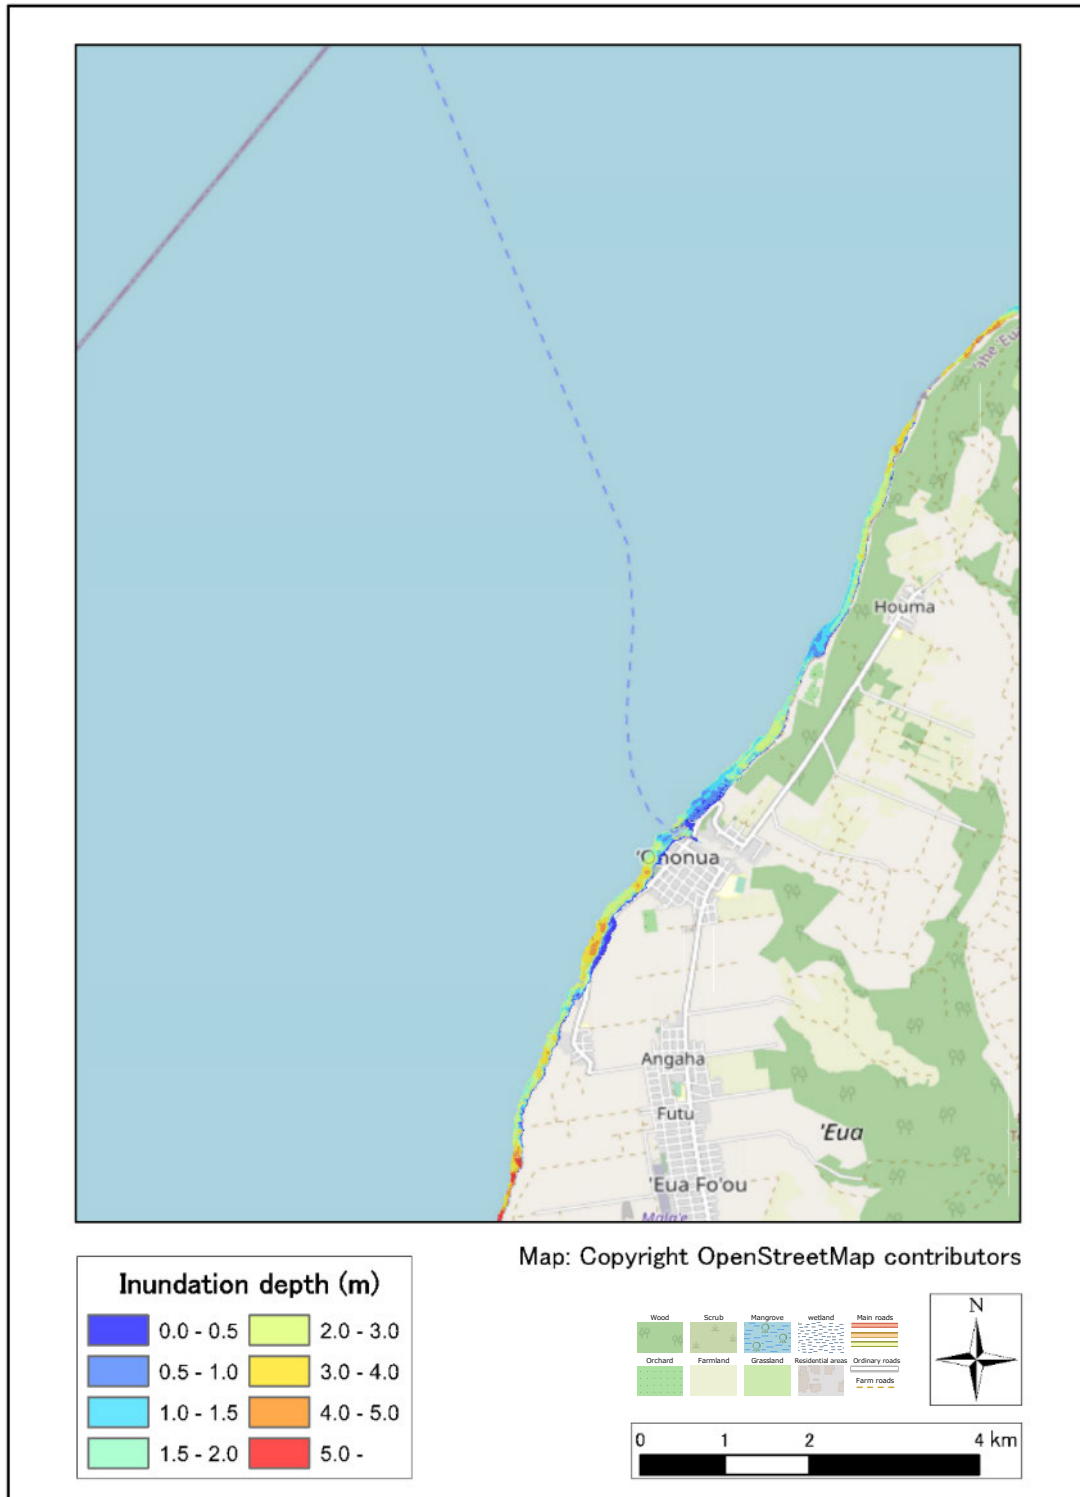 'Ononua
Houma
Angaha
Futu
'Eua
'Eua Fo'ou
Map: Copyright OpenStreetMap contributors
Inundation depth (m)
0.0 - 0.5
2.0 - 3.0
0.5 - 1.0
3.0 - 4.0
1.0 - 1.5
4.0 - 5.0
1.5 - 2.0
5.0 -
Wood
Scrub
Mangrove
wetland
Main roads
Orchard
Farmland
Grassland
Residential areas
Ordinary roads
Farm roads
N
0 1 2 4 km